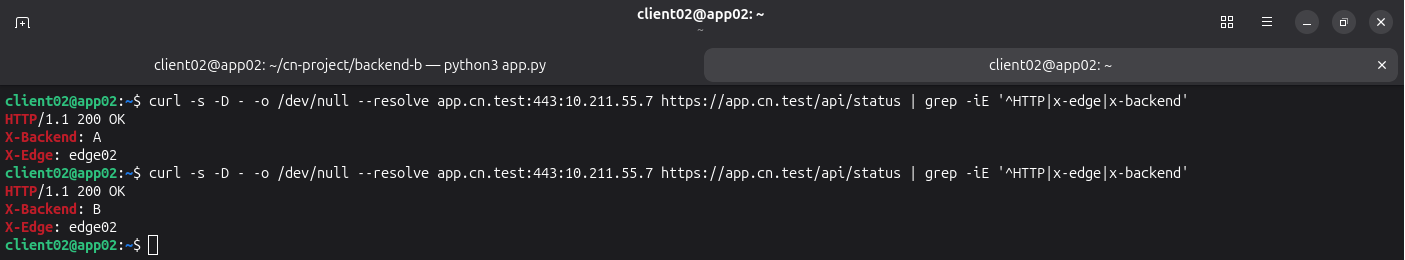 client02@app02: ~
~
client02@app02: ~/cn-project/backend-b — python3 app.py
client02@app02: ~
client02@app02:~$ curl -s -D - -o /dev/null --resolve app.cn.test:443:10.211.55.7 https://app.cn.test/api/status | grep -iE '^HTTP|x-edge|x-backend'
HTTP/1.1 200 OK
X-Backend: A
X-Edge: edge02
client02@app02:~$ curl -s -D - -o /dev/null --resolve app.cn.test:443:10.211.55.7 https://app.cn.test/api/status | grep -iE '^HTTP|x-edge|x-backend'
HTTP/1.1 200 OK
X-Backend: B
X-Edge: edge02
client02@app02:~$